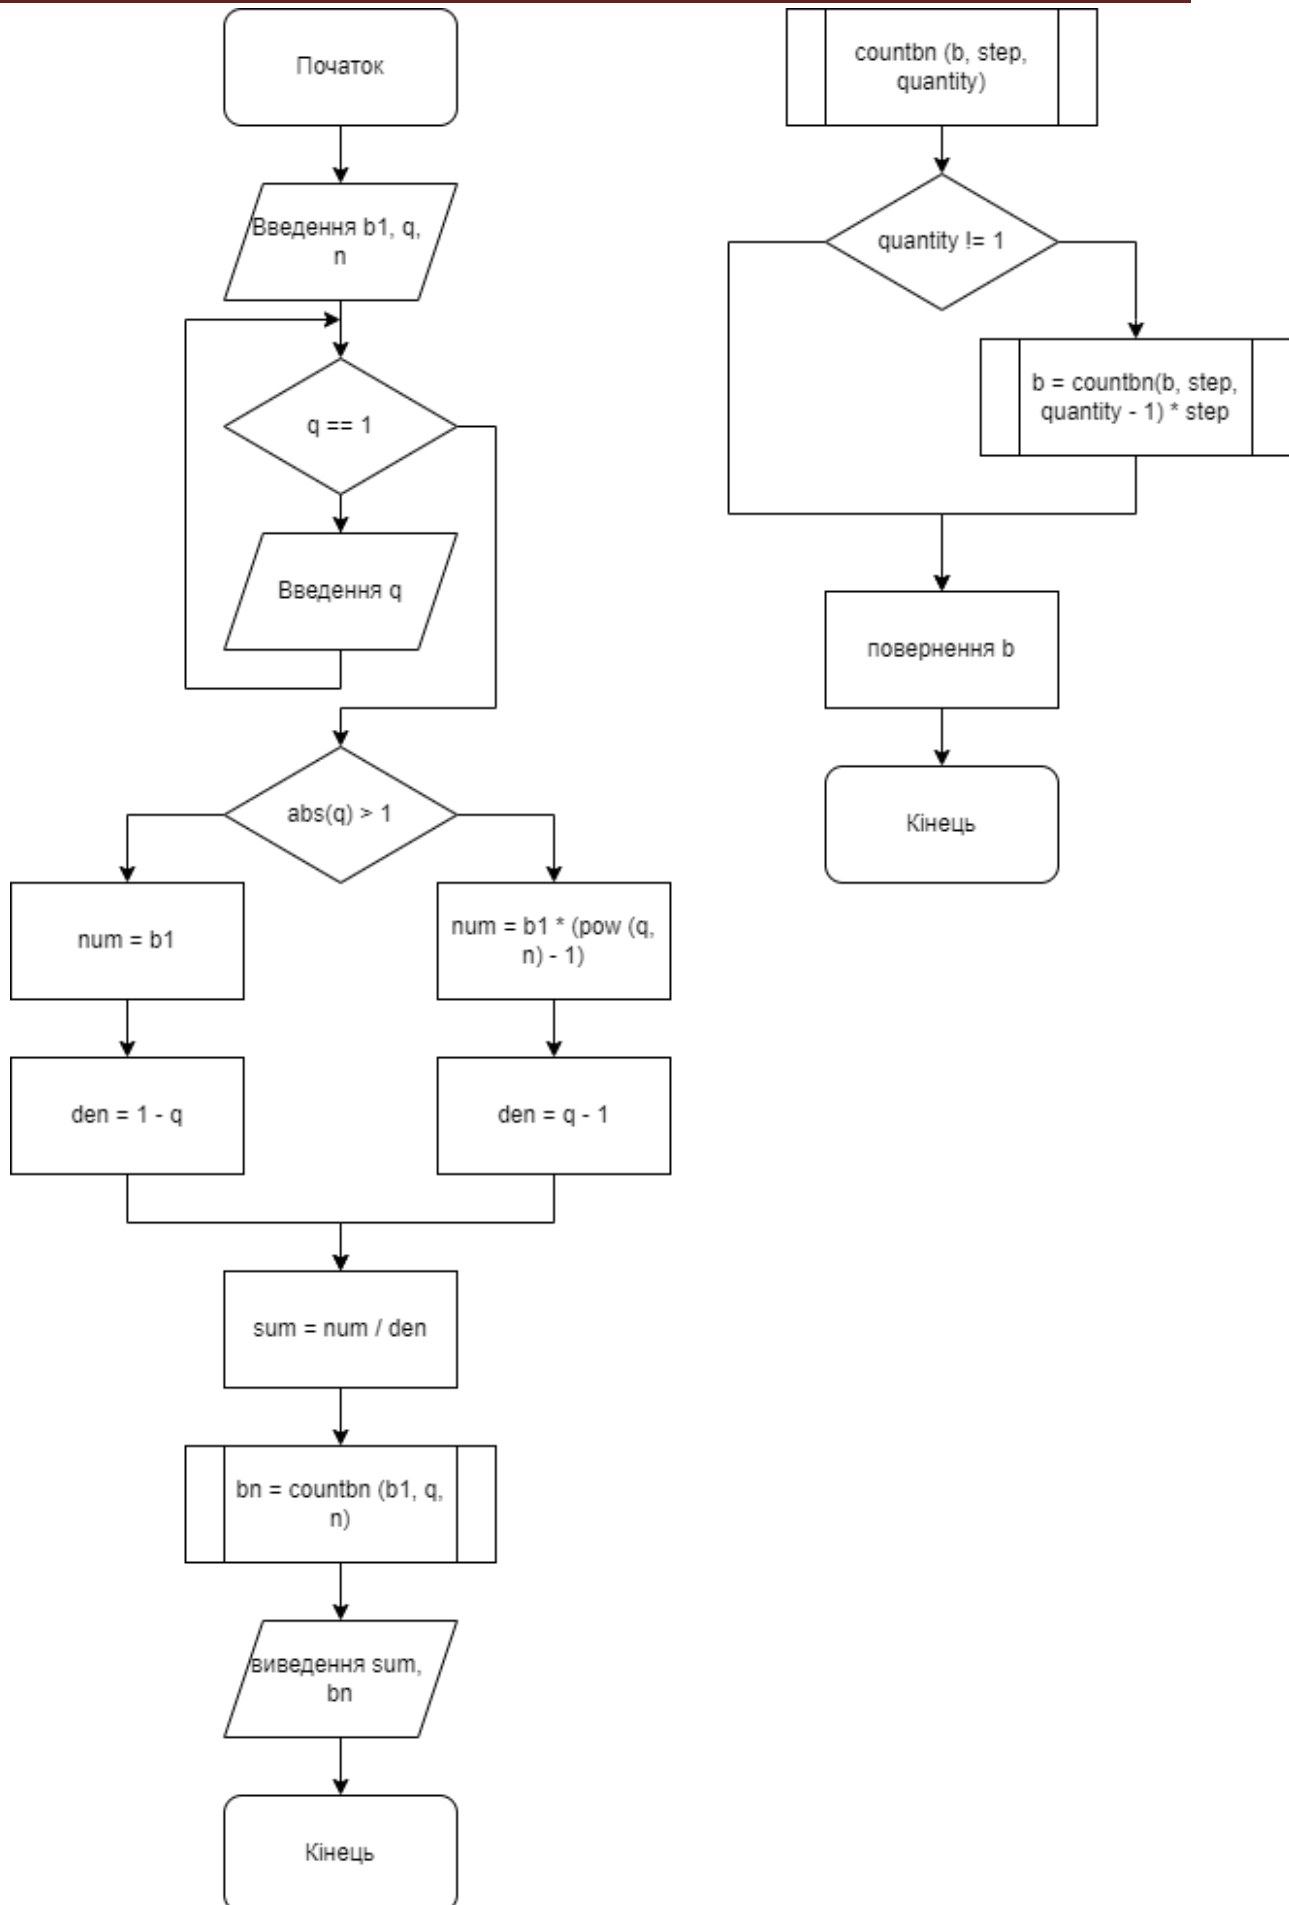 Початок
Введення b1, q,
n
q == 1
Введення q
abs(q) > 1
num = b1
num = b1 * (pow (q,
n) - 1)
den = 1 - q
den = q - 1
sum = num / den
bn = countbn (b1, q,
n)
виведення sum,
bn
Кінець
countbn (b, step,
quantity)
quantity != 1
b = countbn(b, step,
quantity - 1) * step
повернення b
Кінець